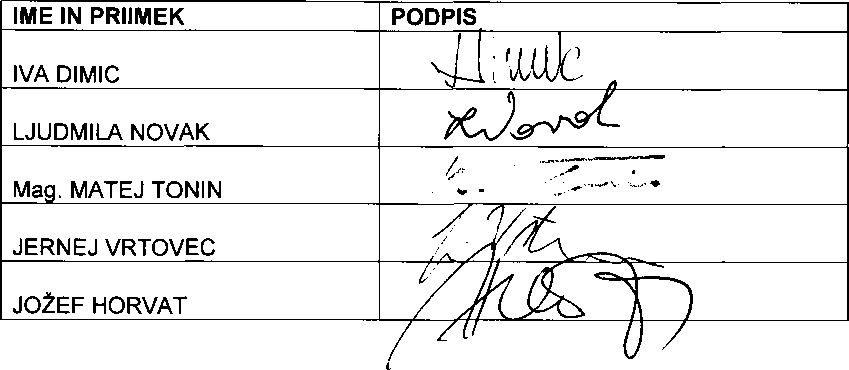 IME IN PRIIMEK PODPIS
IVA DIMIC
LJUDMILA NOVAK
Mag. MATEJ TONIN
JERNEJ VRTOVEC
JOŽEF HORVAT